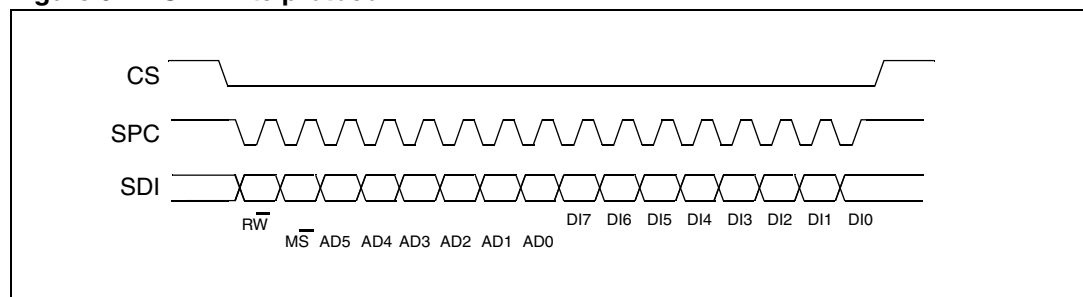 CS
SPC
SDI
RW̅ DI7 DI6 DI5 DI4 DI3 DI2 DI1 DI0
MS̅ AD5 AD4 AD3 AD2 AD1 AD0